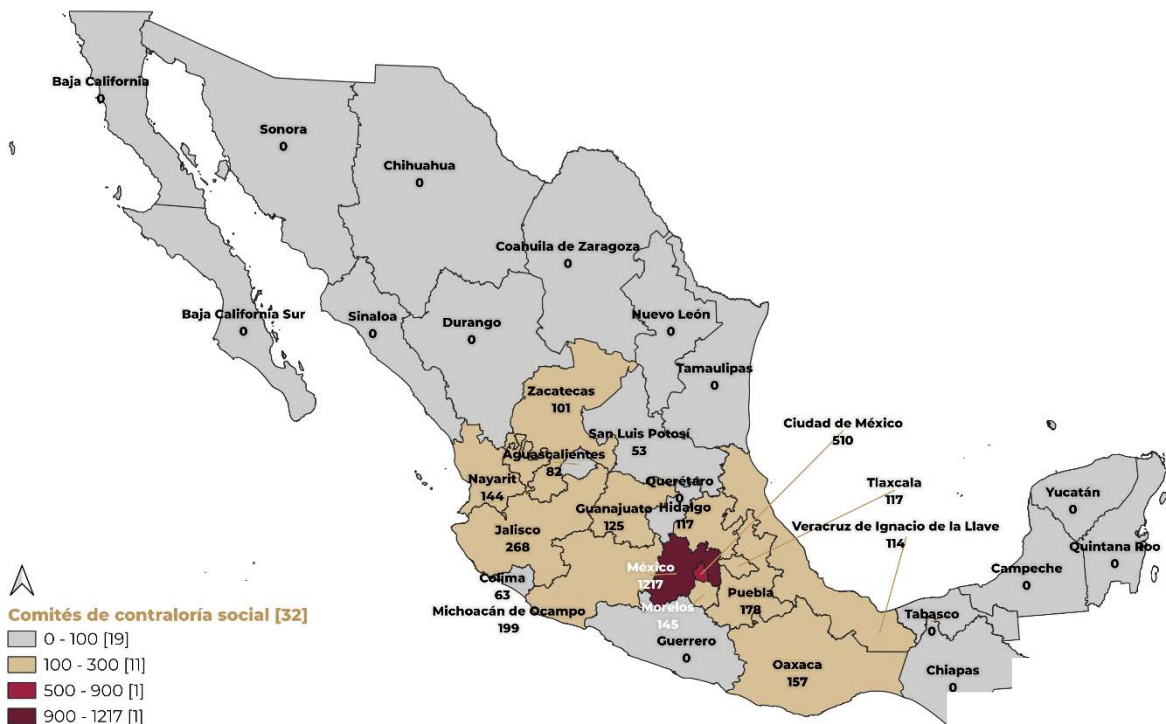 Baja California
0
Sonora
0
Chihuahua
0
Coahuila de Zaragoza
0
Baja California Sur
0
Sinaloa
0
Durango
0
Nuevo León
0
Tamaulipas
0
Zacatecas
101
San Luis Potosí
53
Ciudad de México
510
Aguascalientes
82
Nayarit
144
Querétaro
0
Tlaxcala
117
Yucatán
0
Guanajuato
125
Hidalgo
117
Veracruz de Ignacio de la Llave
114
Jalisco
268
Quintana Roo
0
Campeche
0
México
1217
Colima
63
Puebla
178
Michoacán de Ocampo
199
Morelos
145
Tabasco
0
Guerrero
0
Oaxaca
157
Chiapas
0
Comités de contraloría social [32]
0 - 100 [19]
100 - 300 [11]
500 - 900 [1]
900 - 1217 [1]